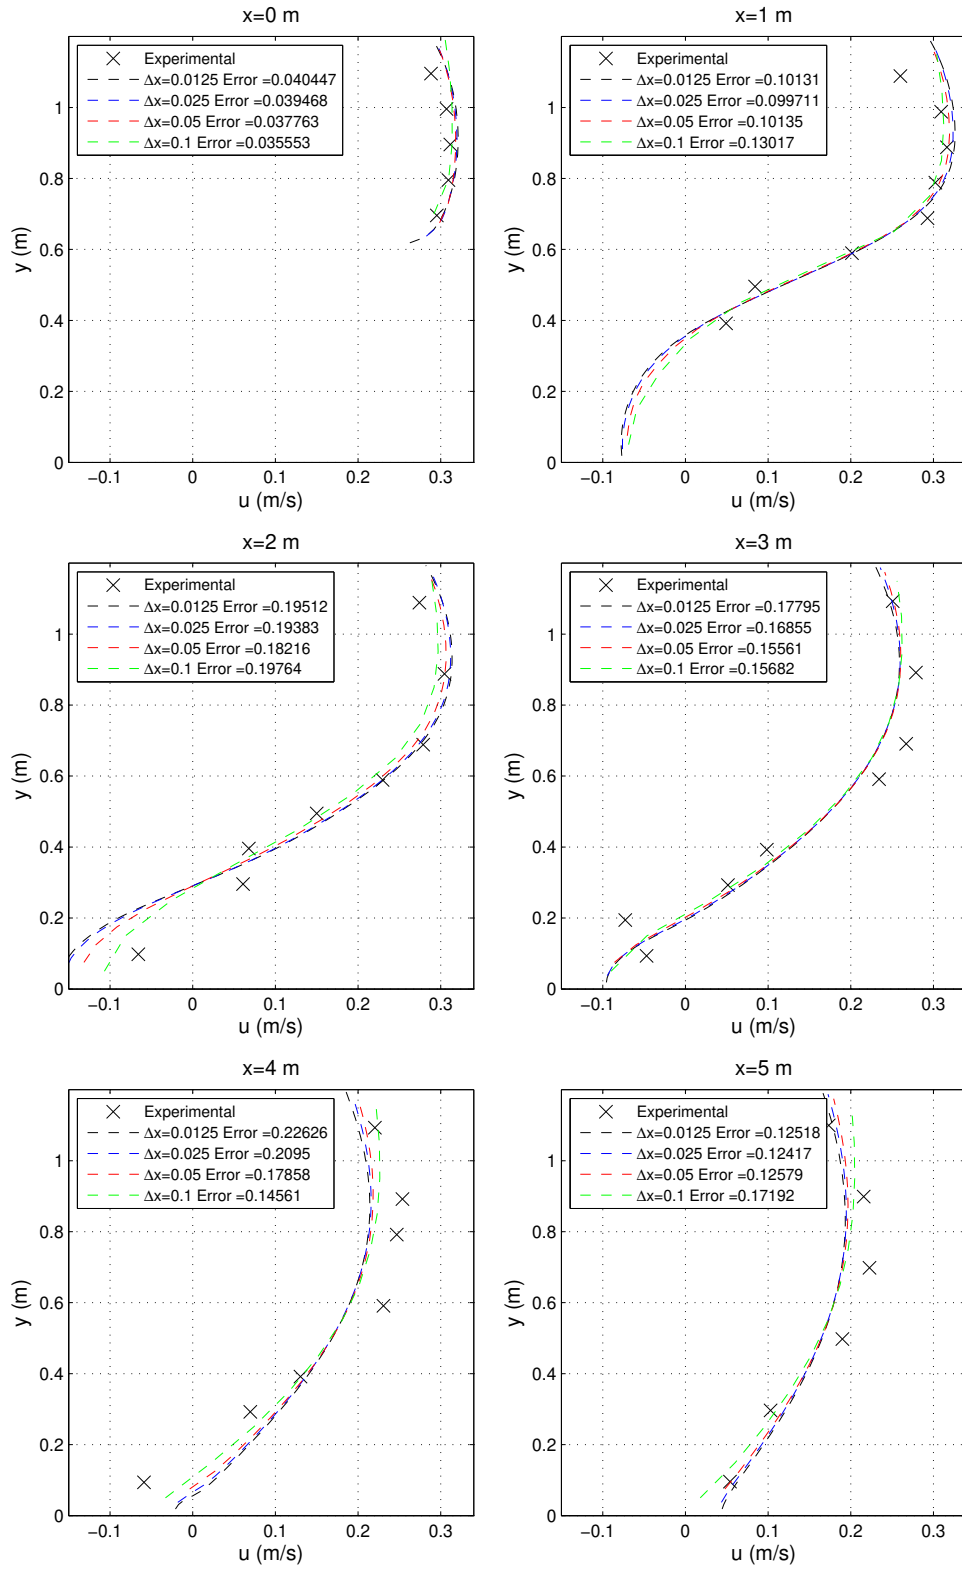 x=0 m
Experimental
Δx=0.0125 Error =0.040447
Δx=0.025 Error =0.039468
Δx=0.05 Error =0.037763
Δx=0.1 Error =0.035553
1
0.8
0.6
0.4
0.2
0
y (m)
−0.1 0 0.1 0.2 0.3
u (m/s)
x=1 m
Experimental
Δx=0.0125 Error =0.10131
Δx=0.025 Error =0.099711
Δx=0.05 Error =0.10135
Δx=0.1 Error =0.13017
1
0.8
0.6
0.4
0.2
0
y (m)
−0.1 0 0.1 0.2 0.3
u (m/s)
x=2 m
Experimental
Δx=0.0125 Error =0.19512
Δx=0.025 Error =0.19383
Δx=0.05 Error =0.18216
Δx=0.1 Error =0.19764
1
0.8
0.6
0.4
0.2
0
y (m)
−0.1 0 0.1 0.2 0.3
u (m/s)
x=3 m
Experimental
Δx=0.0125 Error =0.17795
Δx=0.025 Error =0.16855
Δx=0.05 Error =0.15561
Δx=0.1 Error =0.15682
1
0.8
0.6
0.4
0.2
0
y (m)
−0.1 0 0.1 0.2 0.3
u (m/s)
x=4 m
Experimental
Δx=0.0125 Error =0.22626
Δx=0.025 Error =0.2095
Δx=0.05 Error =0.17858
Δx=0.1 Error =0.14561
1
0.8
0.6
0.4
0.2
0
y (m)
−0.1 0 0.1 0.2 0.3
u (m/s)
x=5 m
Experimental
Δx=0.0125 Error =0.12518
Δx=0.025 Error =0.12417
Δx=0.05 Error =0.12579
Δx=0.1 Error =0.17192
1
0.8
0.6
0.4
0.2
0
y (m)
−0.1 0 0.1 0.2 0.3
u (m/s)